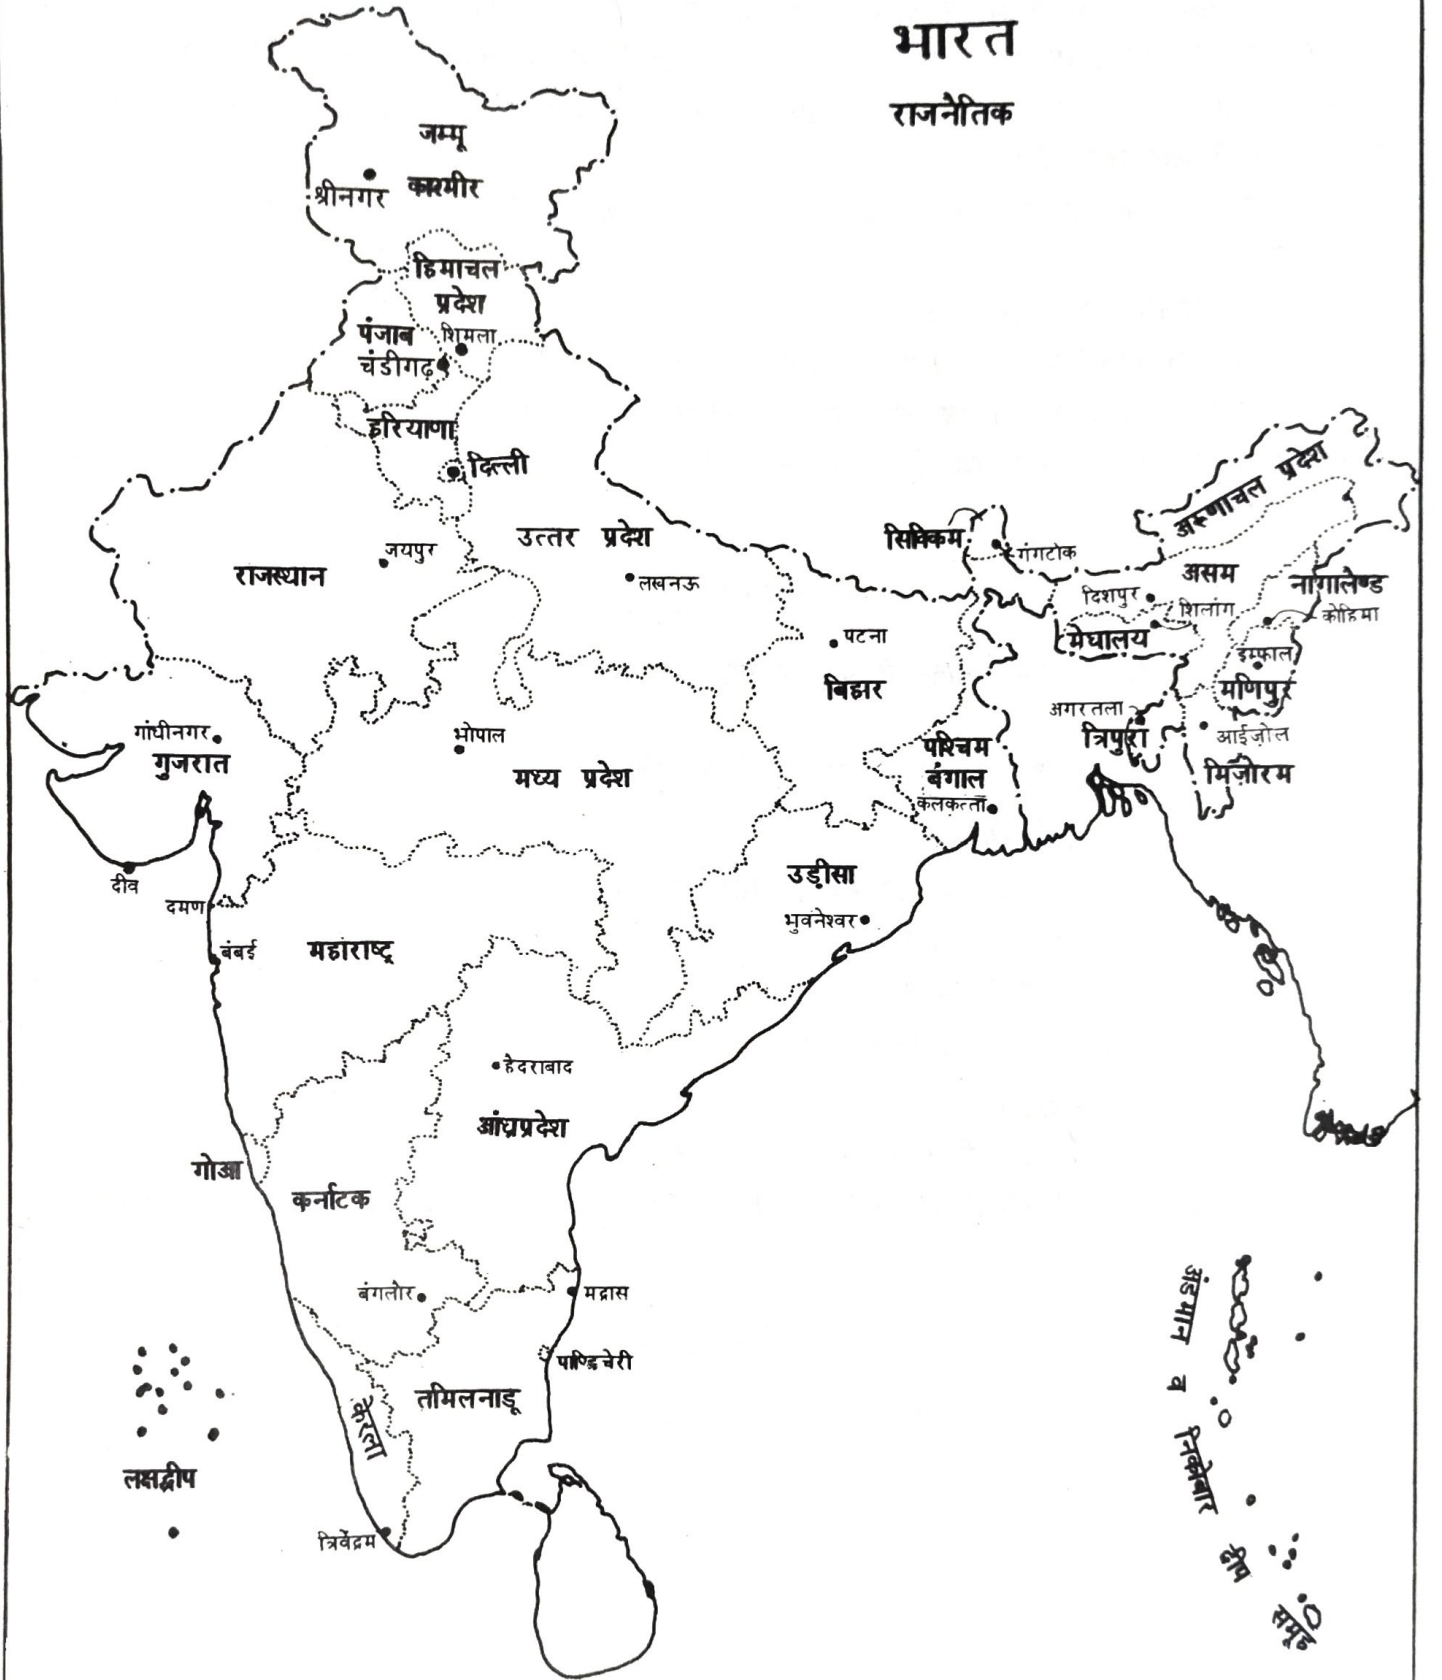 भारत
राजनैतिक
जम्मू
काश्मीर
श्रीनगर
हिमाचल
प्रदेश
शिमला
पंजाब
चंडीगढ़
हरियाणा
दिल्ली
उत्तर प्रदेश
लखनऊ
जयपुर
राजस्थान
सिक्किम
गंगटोक
अरूणाचल प्रदेश
असम
दिशपुर
शिलांग
मेघालय
नागालेण्ड
कोहिमा
इम्फाल
मणिपुर
अगरतला
त्रिपुरा
आईज़ोल
मिज़ोरम
पटना
बिहार
पश्चिम
बंगाल
कलकत्ता
गांधीनगर
गुजरात
भोपाल
मध्य प्रदेश
दीव
दमण
बंबई
महाराष्ट्र
उड़ीसा
भुवनेश्वर
हेदराबाद
आंध्रप्रदेश
गोआ
कर्नाटक
बंगलोर
मद्रास
पाण्डिचेरी
तमिलनाडू
केरला
त्रिवेंद्रम
लक्षद्वीप
अंडमान व निकोबार द्वीप समूह